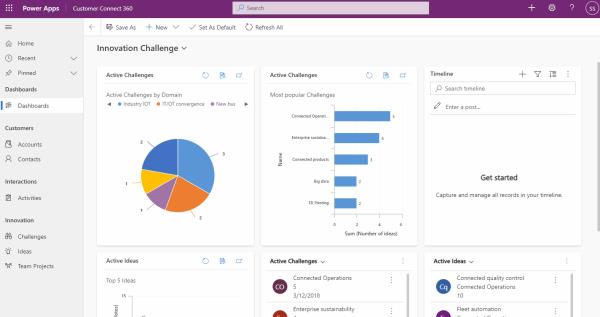 Power Apps
Customer Connect 360
Search
SS
Save As
New
Set As Default
Refresh All
Home
Recent
Pinned
Dashboards
Dashboards
Customers
Accounts
Contacts
Interactions
Activities
Innovation
Challenges
Ideas
Team Projects
Innovation Challenge
Active Challenges
Active Challenges by Domain
Industry IOT
IT/OT convergence
New bus
2
3
1
1
2
Active Challenges
Most popular Challenges
Name
Connected Operati...
5
Enterprise sustaina...
4
Connected products
3
Big data
2
3D Printing
2
0
2
4
6
Sum (Number of ideas)
Timeline
Search timeline
Enter a post...
Get started
Capture and manage all records in your timeline.
Active Ideas
Top 5 Ideas
15
Active Challenges
CO
Connected Operations
5
3/12/2018
Enterprise sustainability
4
Active Ideas
Cq
Connected quality control
Connected Operations
10
Fleet automation
Connected Operations